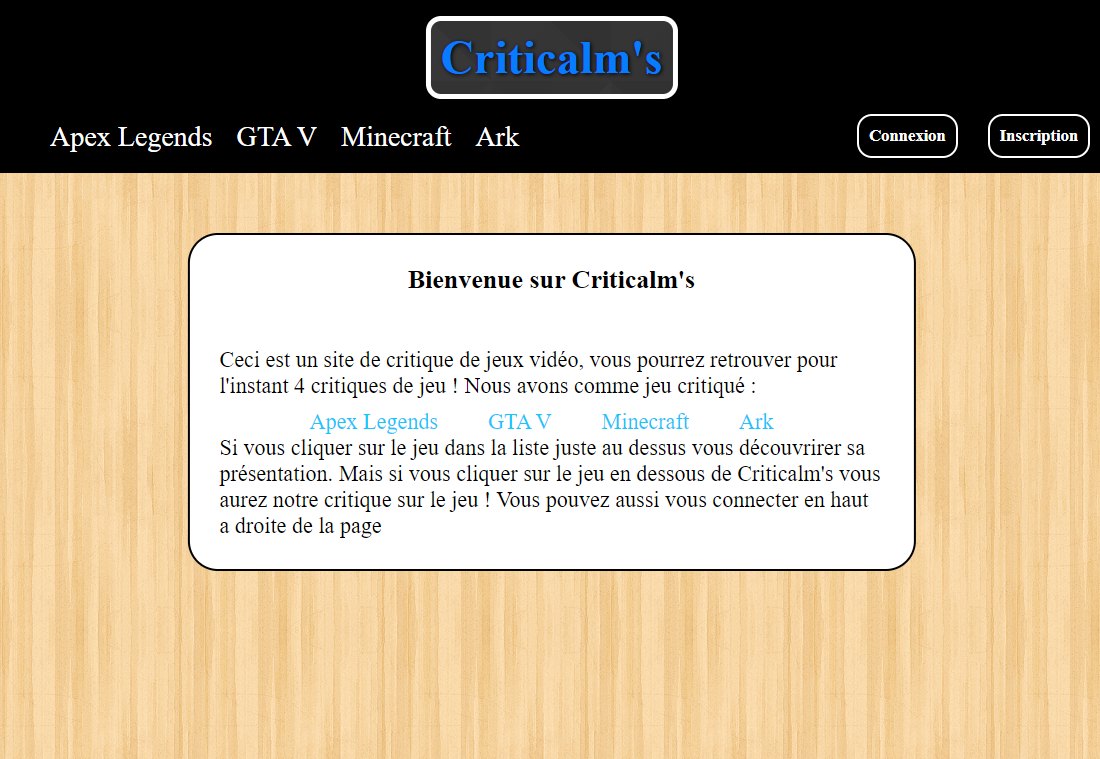 Criticalm's
Apex Legends GTA V Minecraft Ark Connexion Inscription
Bienvenue sur Criticalm's
Ceci est un site de critique de jeux vidéo, vous pourrez retrouver pour
l'instant 4 critiques de jeu ! Nous avons comme jeu critiqué :
Apex Legends GTA V Minecraft Ark
Si vous cliquer sur le jeu dans la liste juste au dessus vous découvrirer sa
présentation. Mais si vous cliquer sur le jeu en dessous de Criticalm's vous
aurez notre critique sur le jeu ! Vous pouvez aussi vous connecter en haut
a droite de la page